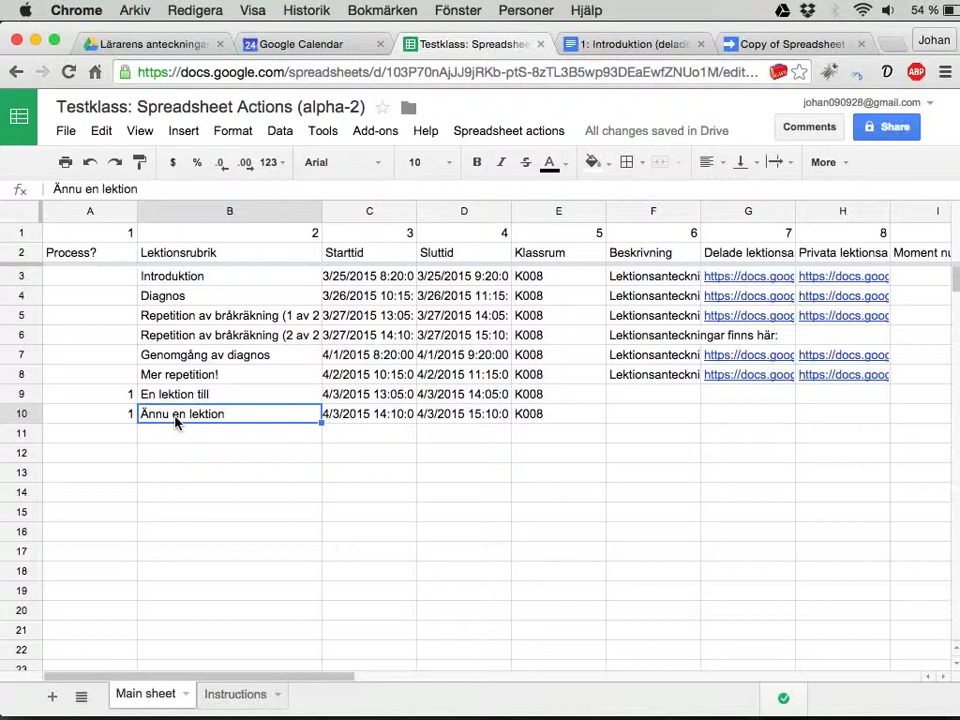 Chrome Arkiv Redigera Visa Historik Bokmärken Fönster Personer Hjälp 54 %
Lärarens anteckningar Google Calendar Testklass: Spreadshee 1: Introduktion (delade Copy of Spreadsheet Johan
https://docs.google.com/spreadsheets/d/103P70nAjJJ9jRKb-ptS-8zTL3B5wp93DEaEwfZNUo1M/edit...
Testklass: Spreadsheet Actions (alpha-2) johan090928@gmail.com
File Edit View Insert Format Data Tools Add-ons Help Spreadsheet actions All changes saved in Drive Comments Share
$ % .0 .00 123 Arial 10 B I S A More
fx Ännu en lektion
A B C D E F G H I
1 1 2 3 4 5 6 7 8
2 Process? Lektionsrubrik Starttid Sluttid Klassrum Beskrivning Delade lektionsa Privata lektionsa Moment nu
3 Introduktion 3/25/2015 8:20:0 3/25/2015 9:20:0 K008 Lektionsanteckni https://docs.goog https://docs.goog
4 Diagnos 3/26/2015 10:15: 3/26/2015 11:15: K008 Lektionsanteckni https://docs.goog https://docs.goog
5 Repetition av bråkräkning (1 av 2 3/27/2015 13:05: 3/27/2015 14:05: K008 Lektionsanteckni https://docs.goog https://docs.goog
6 Repetition av bråkräkning (2 av 2 3/27/2015 14:10: 3/27/2015 15:10: K008 Lektionsanteckningar finns här:
7 Genomgång av diagnos 4/1/2015 8:20:00 4/1/2015 9:20:00 K008 Lektionsanteckni https://docs.goog https://docs.goog
8 Mer repetition! 4/2/2015 10:15:0 4/2/2015 11:15:0 K008 Lektionsanteckni https://docs.goog https://docs.goog
9 1 En lektion till 4/3/2015 13:05:0 4/3/2015 14:05:0 K008
10 1 Ännu en lektion 4/3/2015 14:10:0 4/3/2015 15:10:0 K008
11
12
13
14
15
16
17
18
19
20
21
22
23
Main sheet Instructions